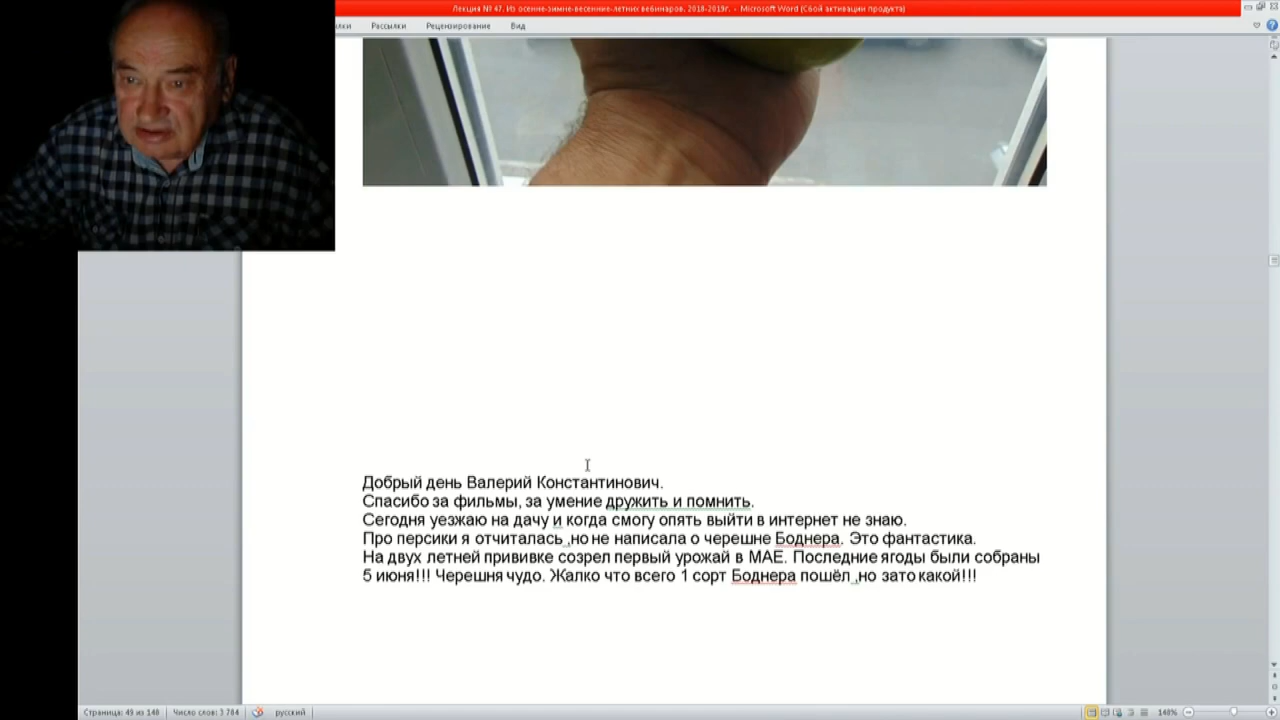 Лекция № 47. Из осенне-зимне-весенние-летних вебинаров. 2018-2019г. - Microsoft Word (Сбой активации продукта)
лки Рассылки Рецензирование Вид
Добрый день Валерий Константинович.
Спасибо за фильмы, за умение дружить и помнить.
Сегодня уезжаю на дачу и когда смогу опять выйти в интернет не знаю.
Про персики я отчиталась ,но не написала о черешне Боднера. Это фантастика.
На двух летней прививке созрел первый урожай в МАЕ. Последние ягоды были собраны
5 июня!!! Черешня чудо. Жалко что всего 1 сорт Боднера пошёл ,но зато какой!!!
Страница: 49 из 148 Число слов: 3 784 русский 148%